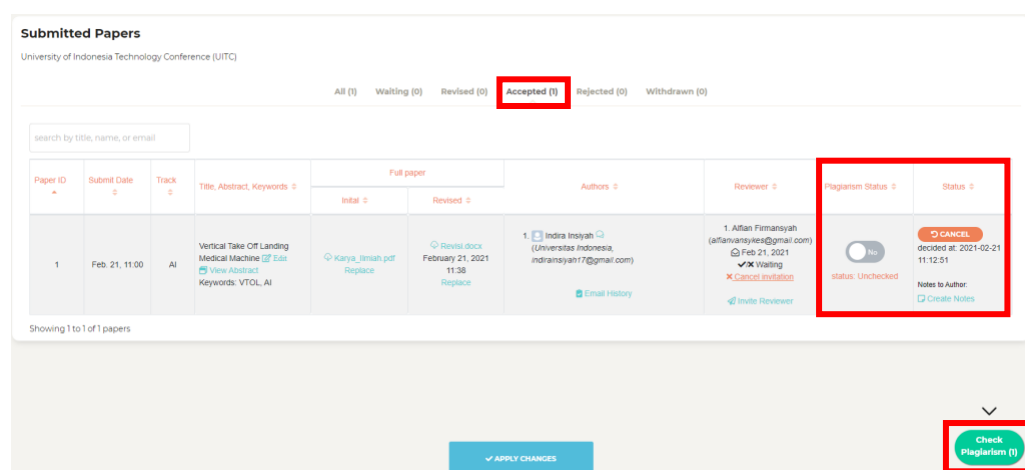 Submitted Papers
University of Indonesia Technology Conference (UITC)
All (1) Waiting (0) Revised (0) Accepted (1) Rejected (0) Withdrawn (0)
search by title, name, or email
Paper ID
Submit Date
Track
Title, Abstract, Keywords
Full paper
Inital
Revised
Authors
Reviewer
Plagiarism Status
Status
1
Feb. 21, 11:00
AI
Vertical Take Off Landing
Medical Machine Edit
View Abstract
Keywords: VTOL, AI
Karya_Ilmiah.pdf
Replace
Revisi.docx
February 21, 2021
11:38
Replace
1. Indira Insiyah
(Universitas Indonesia,
indirainsiyah17@gmail.com)
Email History
1. Alfian Firmansyah
(alfianvansykes@gmail.com)
Feb 21, 2021
Waiting
Cancel invitation
Invite Reviewer
No
status: Unchecked
CANCEL
decided at: 2021-02-21
11:12:51
Notes to Author:
Create Notes
Showing 1 to 1 of 1 papers
APPLY CHANGES
Check
Plagiarism (1)